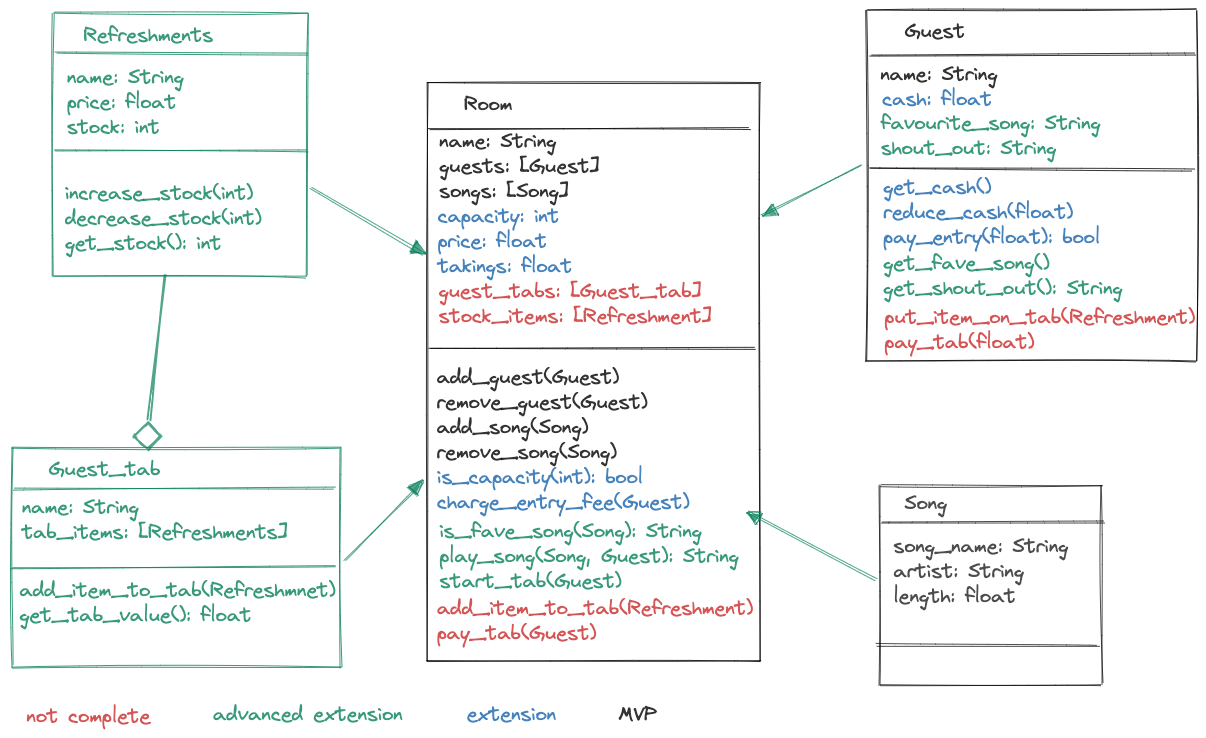 Refreshments
name: String
price: float
stock: int
increase_stock(int)
decrease_stock(int)
get_stock(): int
Room
name: String
guests: [Guest]
songs: [Song]
capacity: int
price: float
takings: float
guest_tabs: [Guest_tab]
stock_items: [Refreshment]
add_guest(Guest)
remove_guest(Guest)
add_song(Song)
remove_song(Song)
is_capacity(int): bool
charge_entry_fee(Guest)
is_fave_song(Song): String
play_song(Song, Guest): String
start_tab(Guest)
add_item_to_tab(Refreshment)
pay_tab(Guest)
Guest
name: String
cash: float
favourite_song: String
shout_out: String
get_cash()
reduce_cash(float)
pay_entry(float): bool
get_fave_song()
get_shout_out(): String
put_item_on_tab(Refreshment)
pay_tab(float)
Guest_tab
name: String
tab_items: [Refreshments]
add_item_to_tab(Refreshmnet)
get_tab_value(): float
Song
song_name: String
artist: String
length: float
not complete
advanced extension
extension
MVP